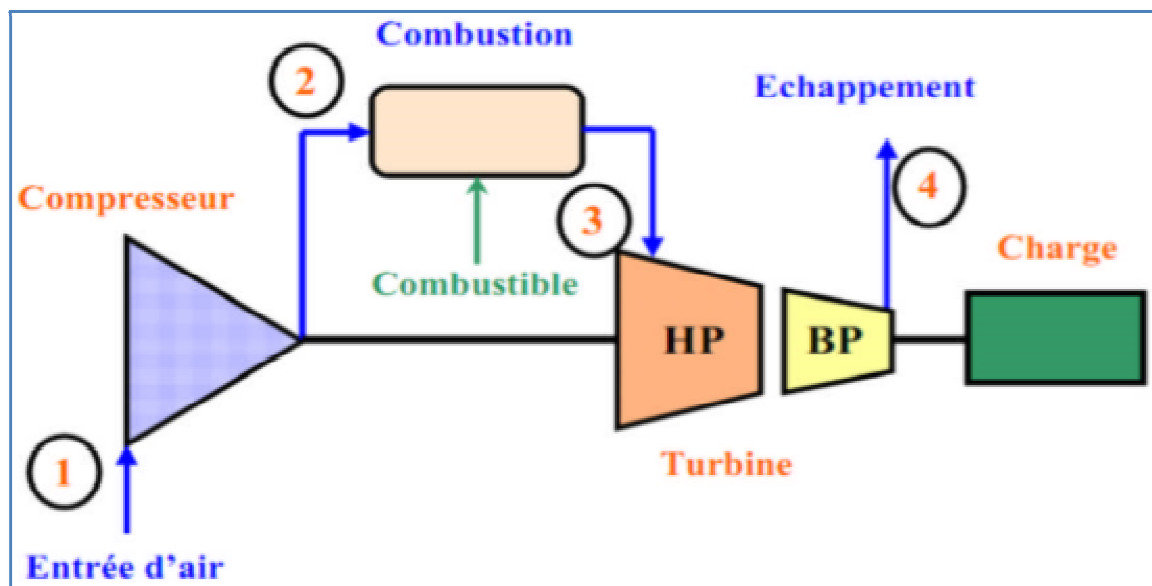 Combustion
2
Echappement
4
Compresseur
3
Charge
Combustible
HP
BP
1
Turbine
Entrée d'air